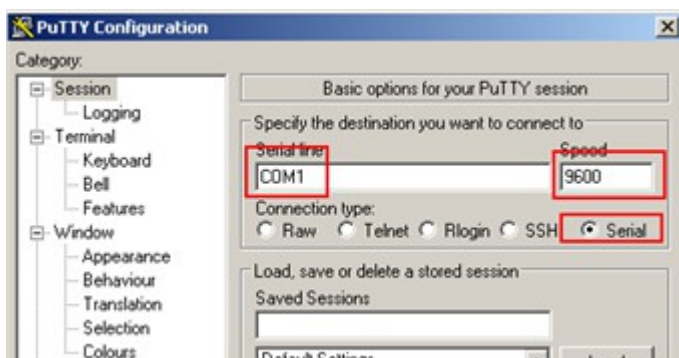 PuTTY Configuration
Category:
Session
Logging
Terminal
Keyboard
Bell
Features
Window
Appearance
Behaviour
Translation
Selection
Colours
Basic options for your PuTTY session
Specify the destination you want to connect to
Serial line Speed
COM1 9600
Connection type:
Raw Telnet Rlogin SSH Serial
Load, save or delete a stored session
Saved Sessions
Default Settings